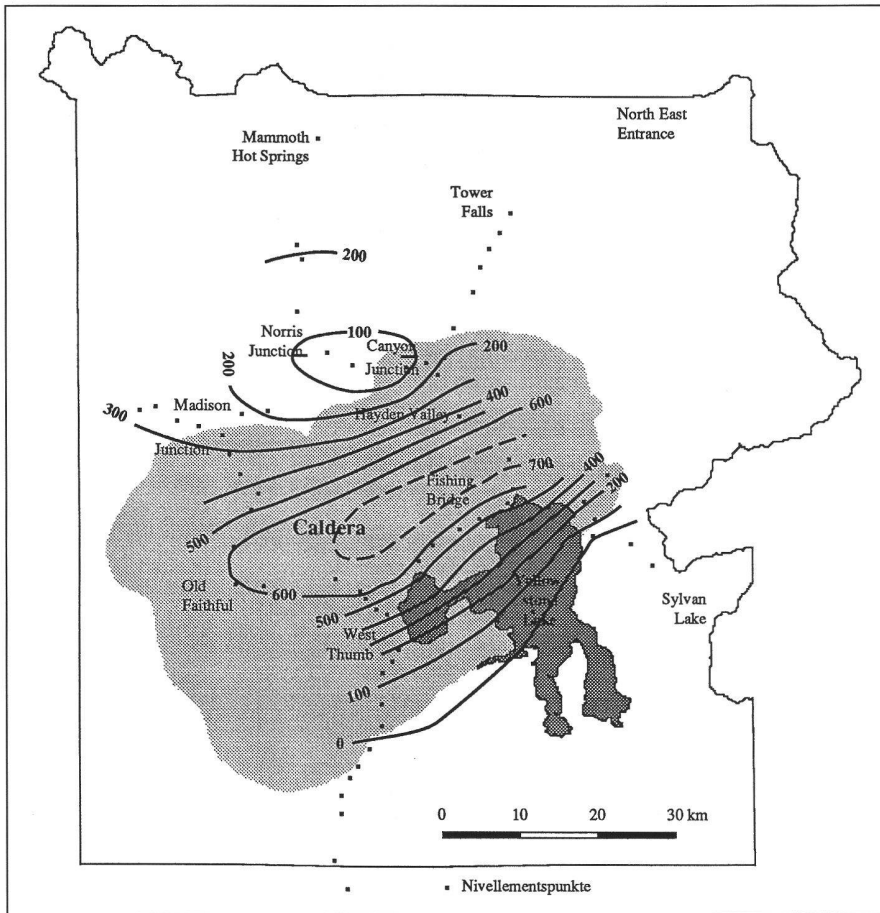 North East
Entrance
Mammoth
Hot Springs
Tower
Falls
200
Norris
Junction
100
Canyon
Junction
200
200
300
Madison
Junction
400
Hayden Valley
600
700
Fishing
Bridge
400
200
500
Caldera
Old
Faithful
600
500
Yellow
stone
Lake
West
Thumb
Sylvan
Lake
100
0
0 10 20 30 km
Nivellementspunkte